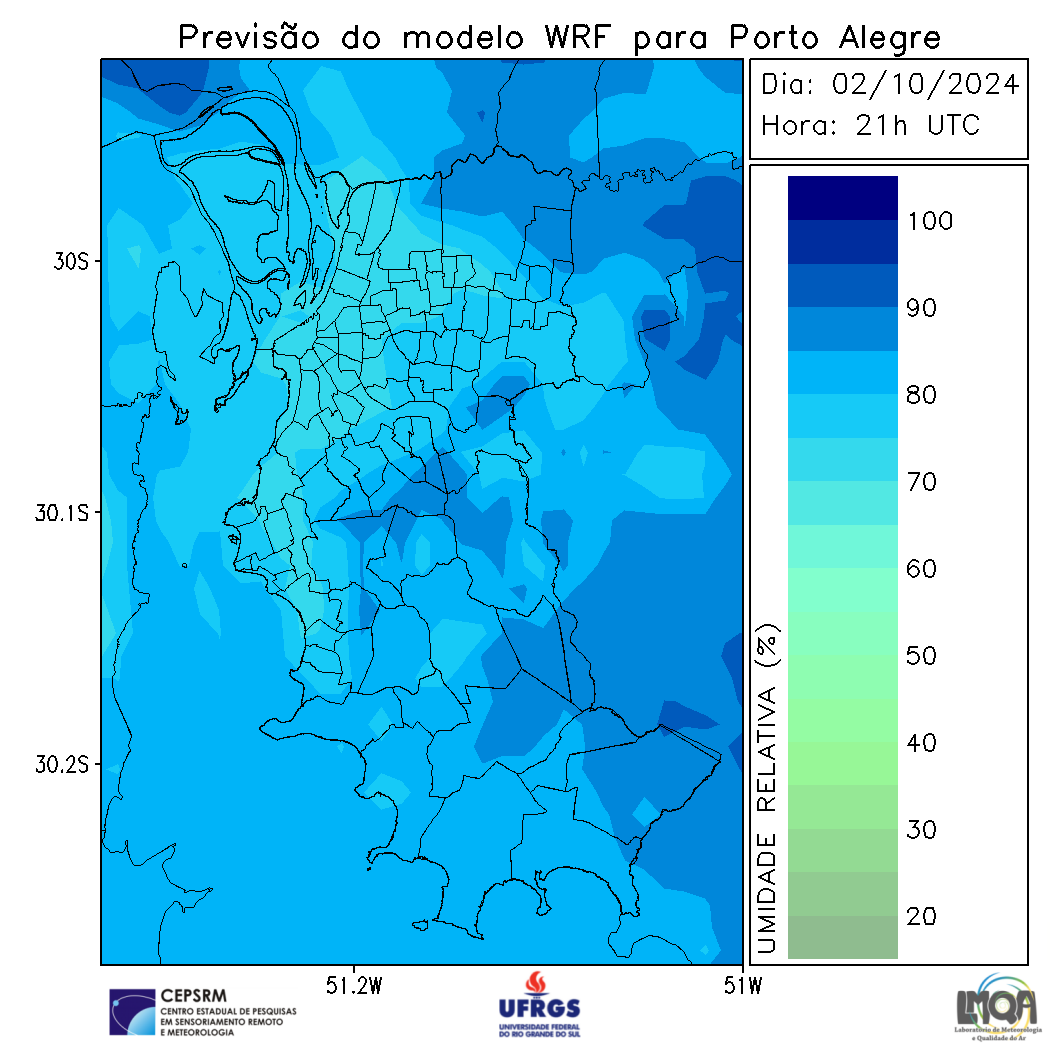 Previsão do modelo WRF para Porto Alegre
Dia: 02/10/2024
Hora: 21h UTC
100
90
80
70
60
50
40
30
20
UMIDADE RELATIVA (%)
30S
30.1S
30.2S
51.2W
51W
CEPSRM
CENTRO ESTADUAL DE PESQUISAS
EM SENSORIAMENTO REMOTO
E METEOROLOGIA
UFRGS
UNIVERSIDADE FEDERAL
DO RIO GRANDE DO SUL
LMQA
Laboratório de Meteorologia
e Qualidade do Ar